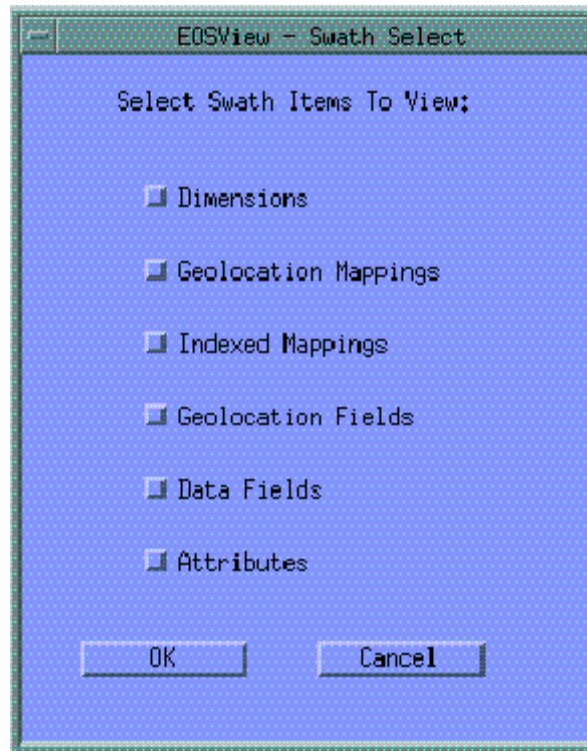 EOSView - Swath Select
Select Swath Items To View:
Dimensions
Geolocation Mappings
Indexed Mappings
Geolocation Fields
Data Fields
Attributes
OK Cancel